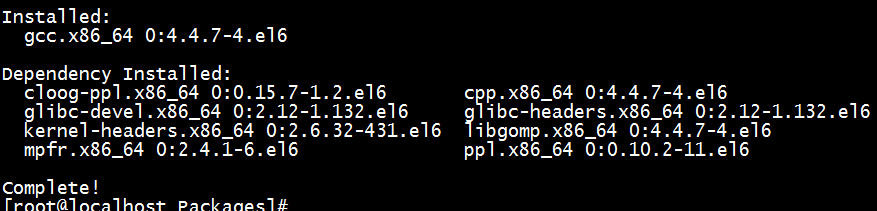 Installed:
  gcc.x86_64 0:4.4.7-4.el6

Dependency Installed:
  cloog-ppl.x86_64 0:0.15.7-1.2.el6       cpp.x86_64 0:4.4.7-4.el6
  glibc-devel.x86_64 0:2.12-1.132.el6     glibc-headers.x86_64 0:2.12-1.132.el6
  kernel-headers.x86_64 0:2.6.32-431.el6  libgomp.x86_64 0:4.4.7-4.el6
  mpfr.x86_64 0:2.4.1-6.el6               ppl.x86_64 0:0.10.2-11.el6

Complete!
[root@localhost Packages]#